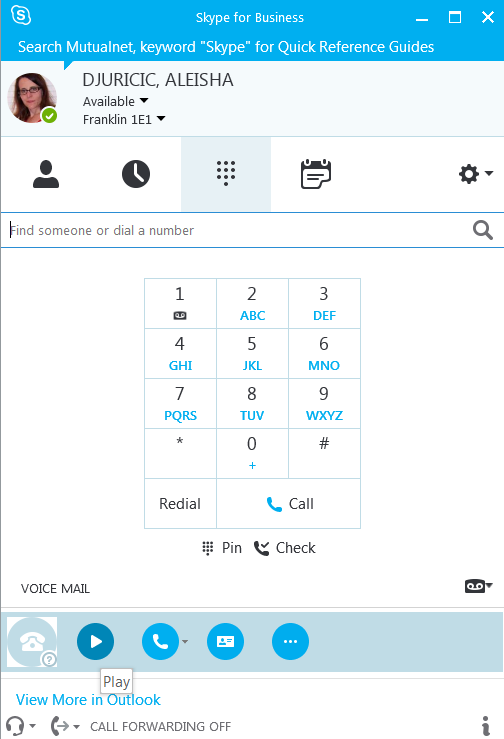 Skype for Business
Search Mutualnet, keyword "Skype" for Quick Reference Guides
DJURICIC, ALEISHA
Available
Franklin 1E1
Find someone or dial a number
1 2 3
ABC DEF
4 5 6
GHI JKL MNO
7 8 9
PQRS TUV WXYZ
* 0 #
+
Redial Call
Pin Check
VOICE MAIL
Play
View More in Outlook
CALL FORWARDING OFF